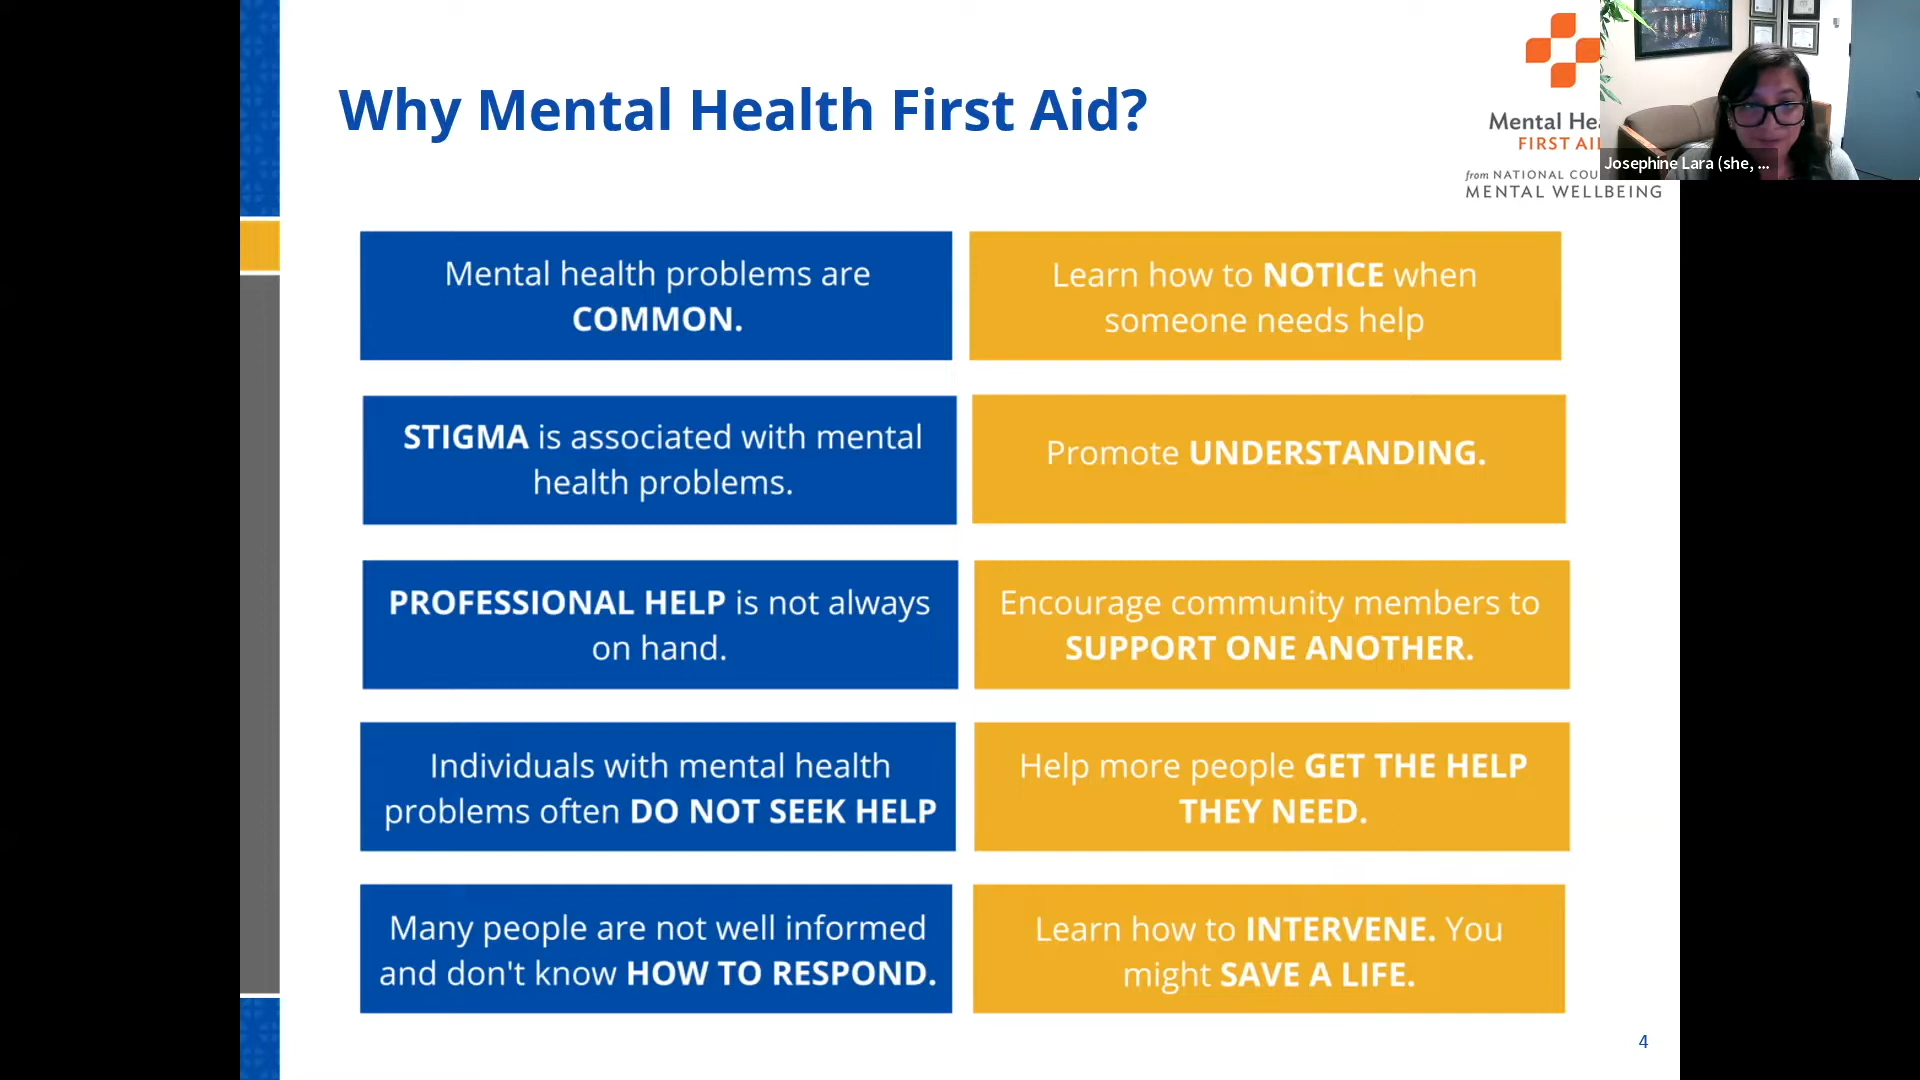 Why Mental Health First Aid?
Mental Hea
FIRST AI
from NATIONAL COU
MENTAL WELLBEING
Josephine Lara (she, ...
Mental health problems are
COMMON.
Learn how to NOTICE when
someone needs help
STIGMA is associated with mental
health problems.
Promote UNDERSTANDING.
PROFESSIONAL HELP is not always
on hand.
Encourage community members to
SUPPORT ONE ANOTHER.
Individuals with mental health
problems often DO NOT SEEK HELP
Help more people GET THE HELP
THEY NEED.
Many people are not well informed
and don't know HOW TO RESPOND.
Learn how to INTERVENE. You
might SAVE A LIFE.
4